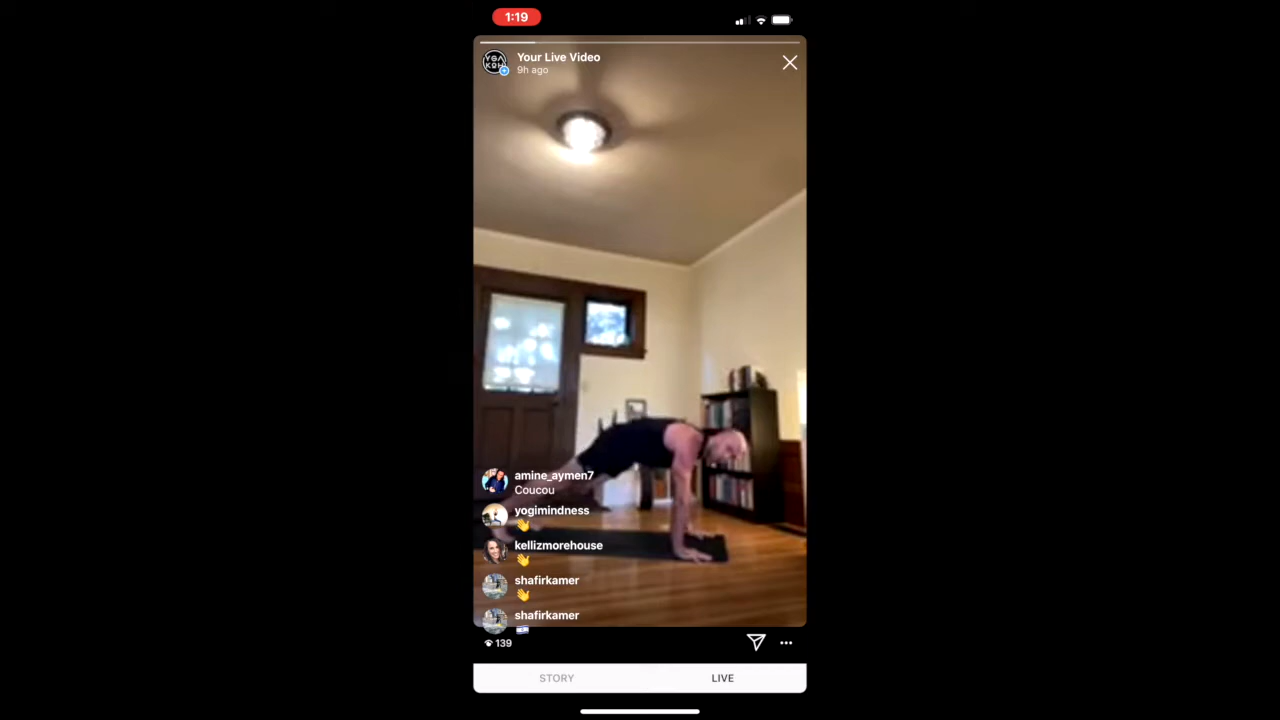 1:19
Your Live Video
9h ago
amine_aymen7
Coucou
yogimindness
👋
kellizmorehouse
👋
shafirkamer
👋
shafirkamer
🇮🇱
139
STORY
LIVE